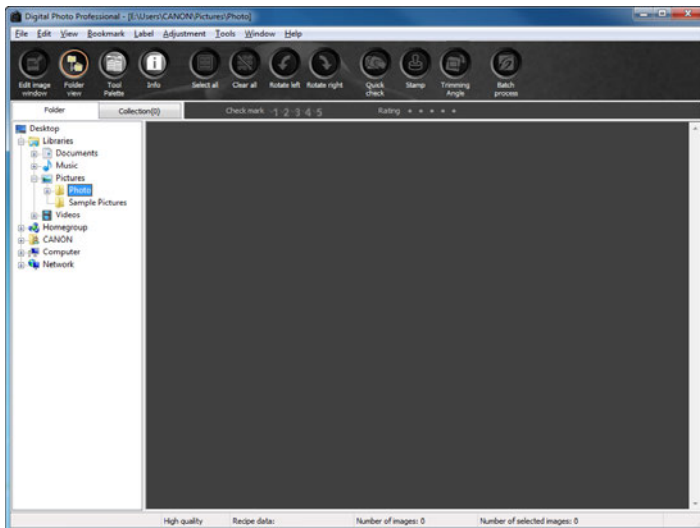 Digital Photo Professional - [E:\Users\CANON\Pictures\Photo]
File Edit View Bookmark Label Adjustment Tools Window Help
Edit image window
Folder view
Tool Palette
Info
Select all
Clear all
Rotate left
Rotate right
Quick check
Stamp
Trimming Angle
Batch process
Folder Collection(0) Check mark 1 2 3 4 5 Rating
Desktop
Libraries
Documents
Music
Pictures
Photo
Sample Pictures
Videos
Homegroup
CANON
Computer
Network
High quality Recipe data: Number of images: 0 Number of selected images: 0